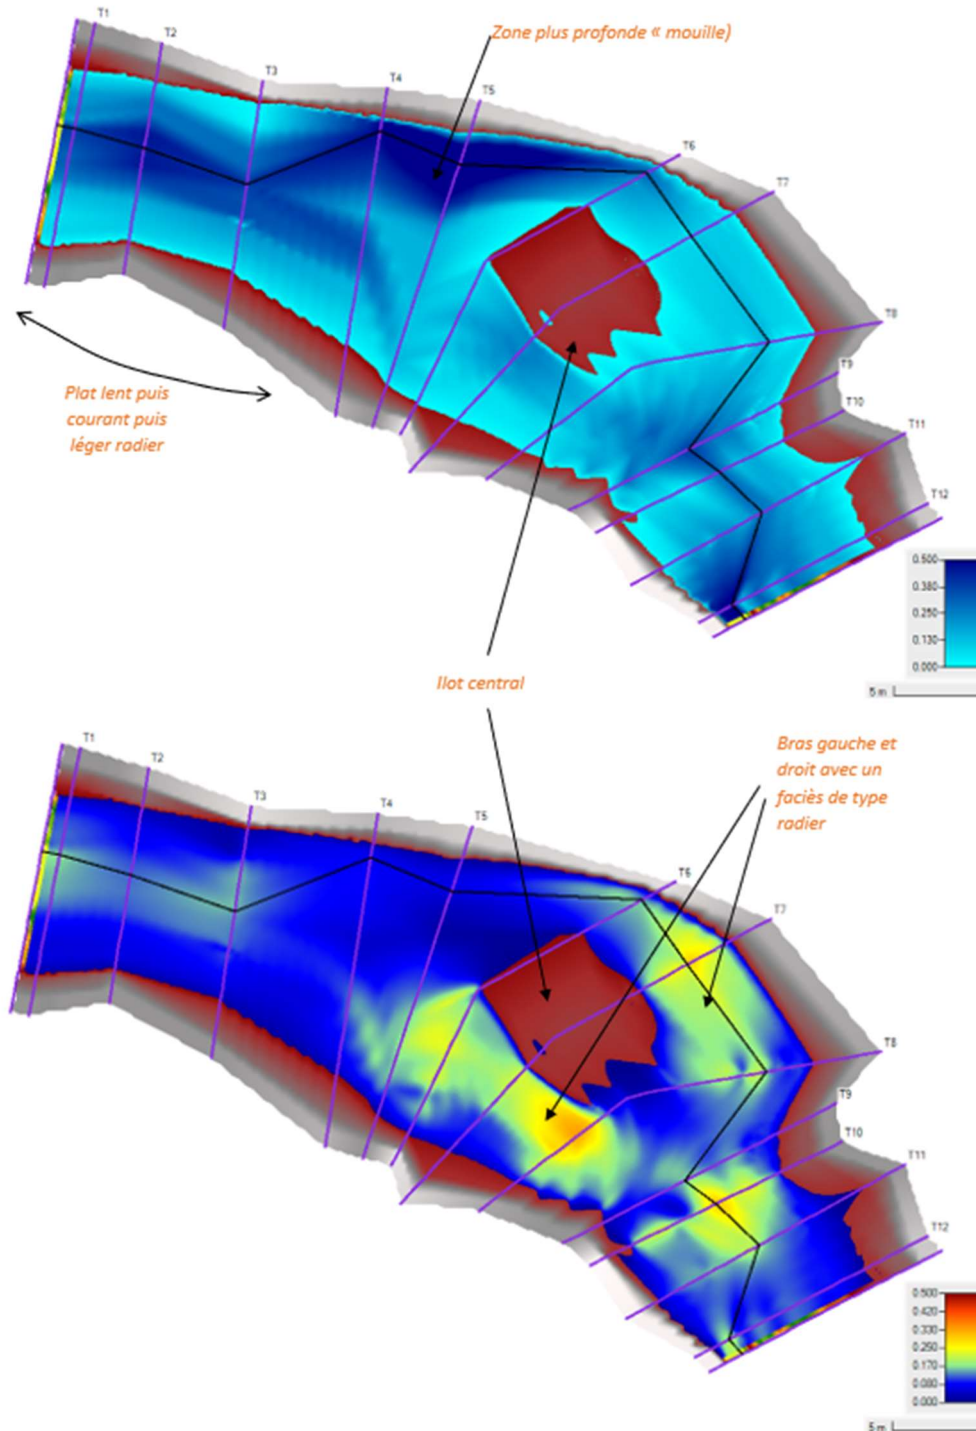 T1
T2
T3
T4
T5
Zone plus profonde « mouille)
T6
T7
T8
T9
T10
T11
T12
Plat lent puis
courant puis
léger radier
0.500
0.380
0.250
0.130
0.000
5 m
Ilot central
Bras gauche et
droit avec un
faciès de type
radier
T1
T2
T3
T4
T5
T6
T7
T8
T9
T10
T11
T12
0.500
0.420
0.330
0.250
0.170
0.080
0.000
5 m